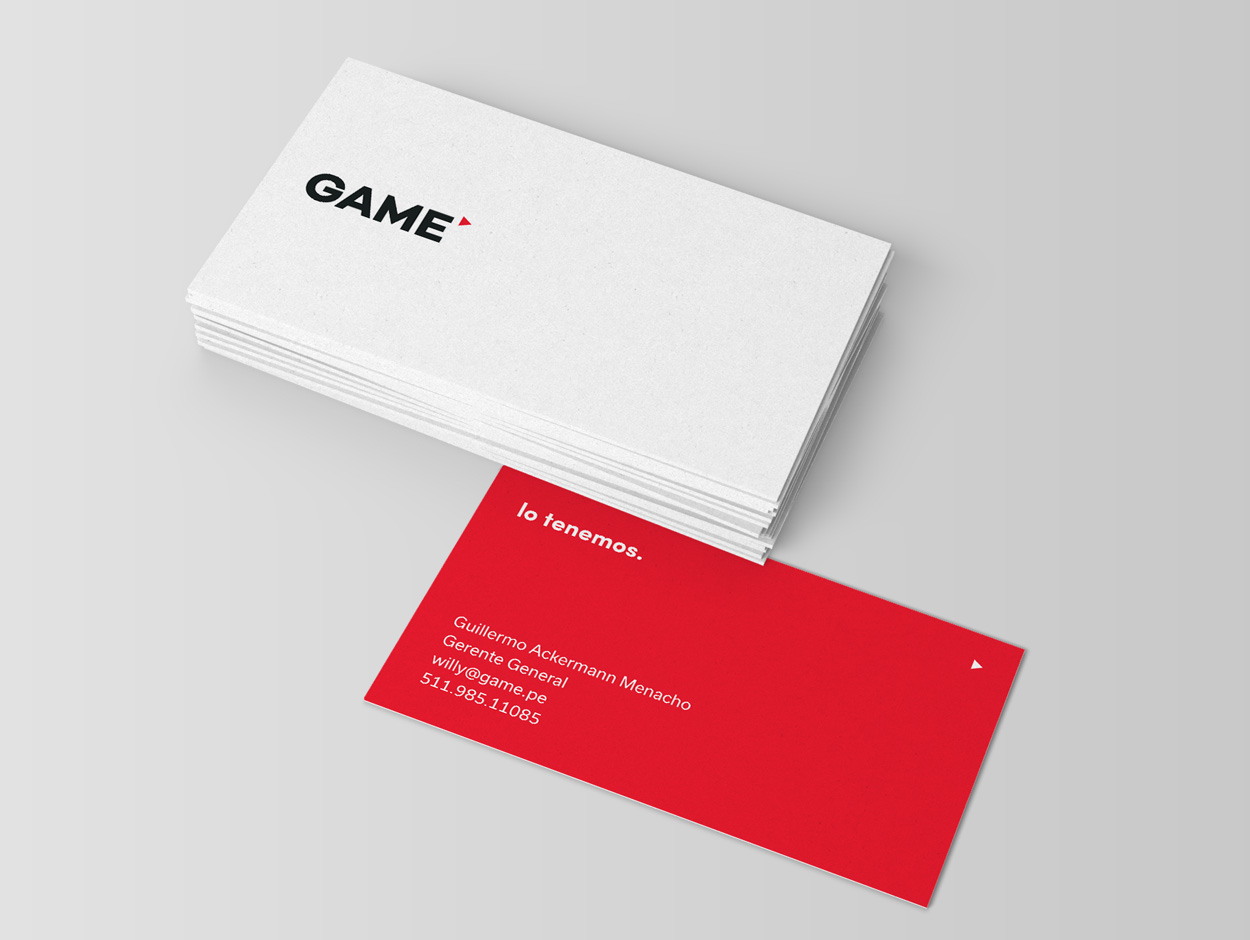 GAME
lo tenemos.
Guillermo Ackermann Menacho
Gerente General
willy@game.pe
511.985.11085